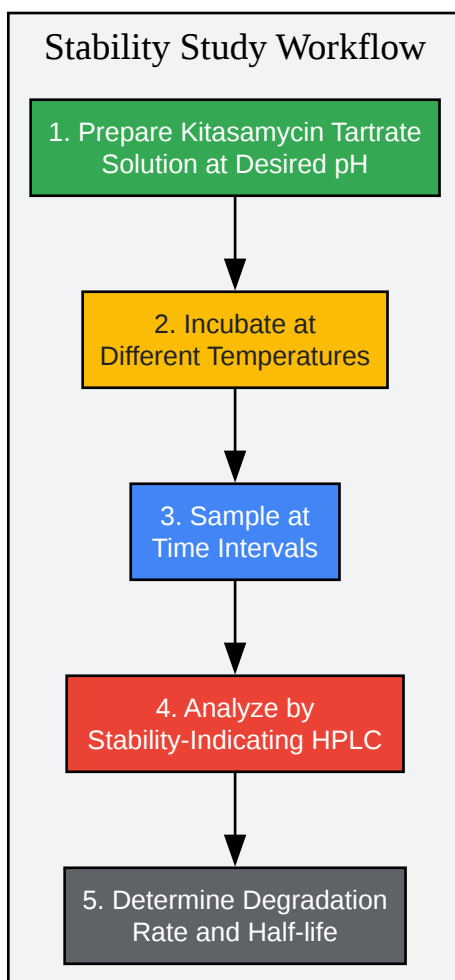 Stability Study Workflow
1. Prepare Kitasamycin Tartrate
Solution at Desired pH
2. Incubate at
Different Temperatures
3. Sample at
Time Intervals
4. Analyze by
Stability-Indicating HPLC
5. Determine Degradation
Rate and Half-life